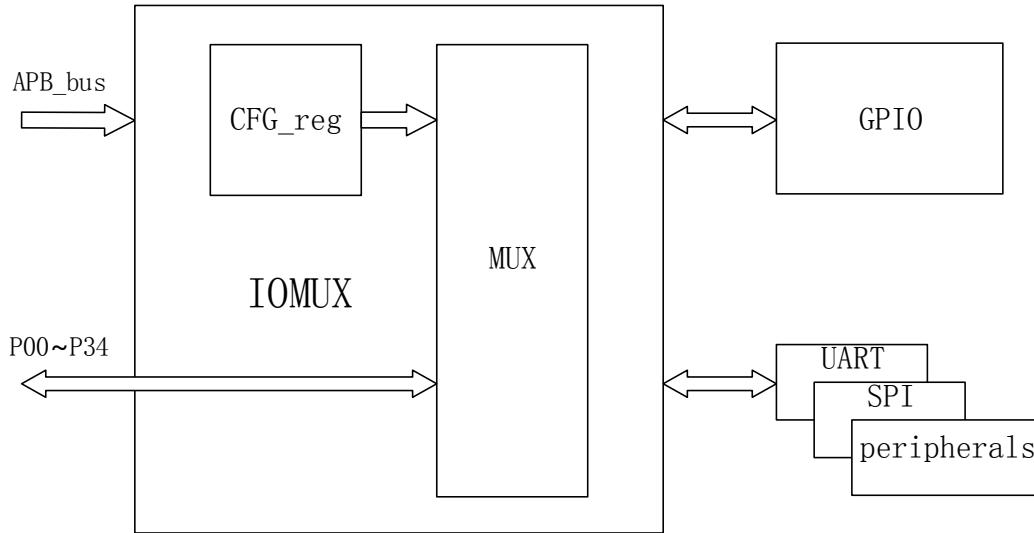 APB_bus
CFG_reg
GPIO
MUX
IOMUX
P00~P34
UART
SPI
peripherals